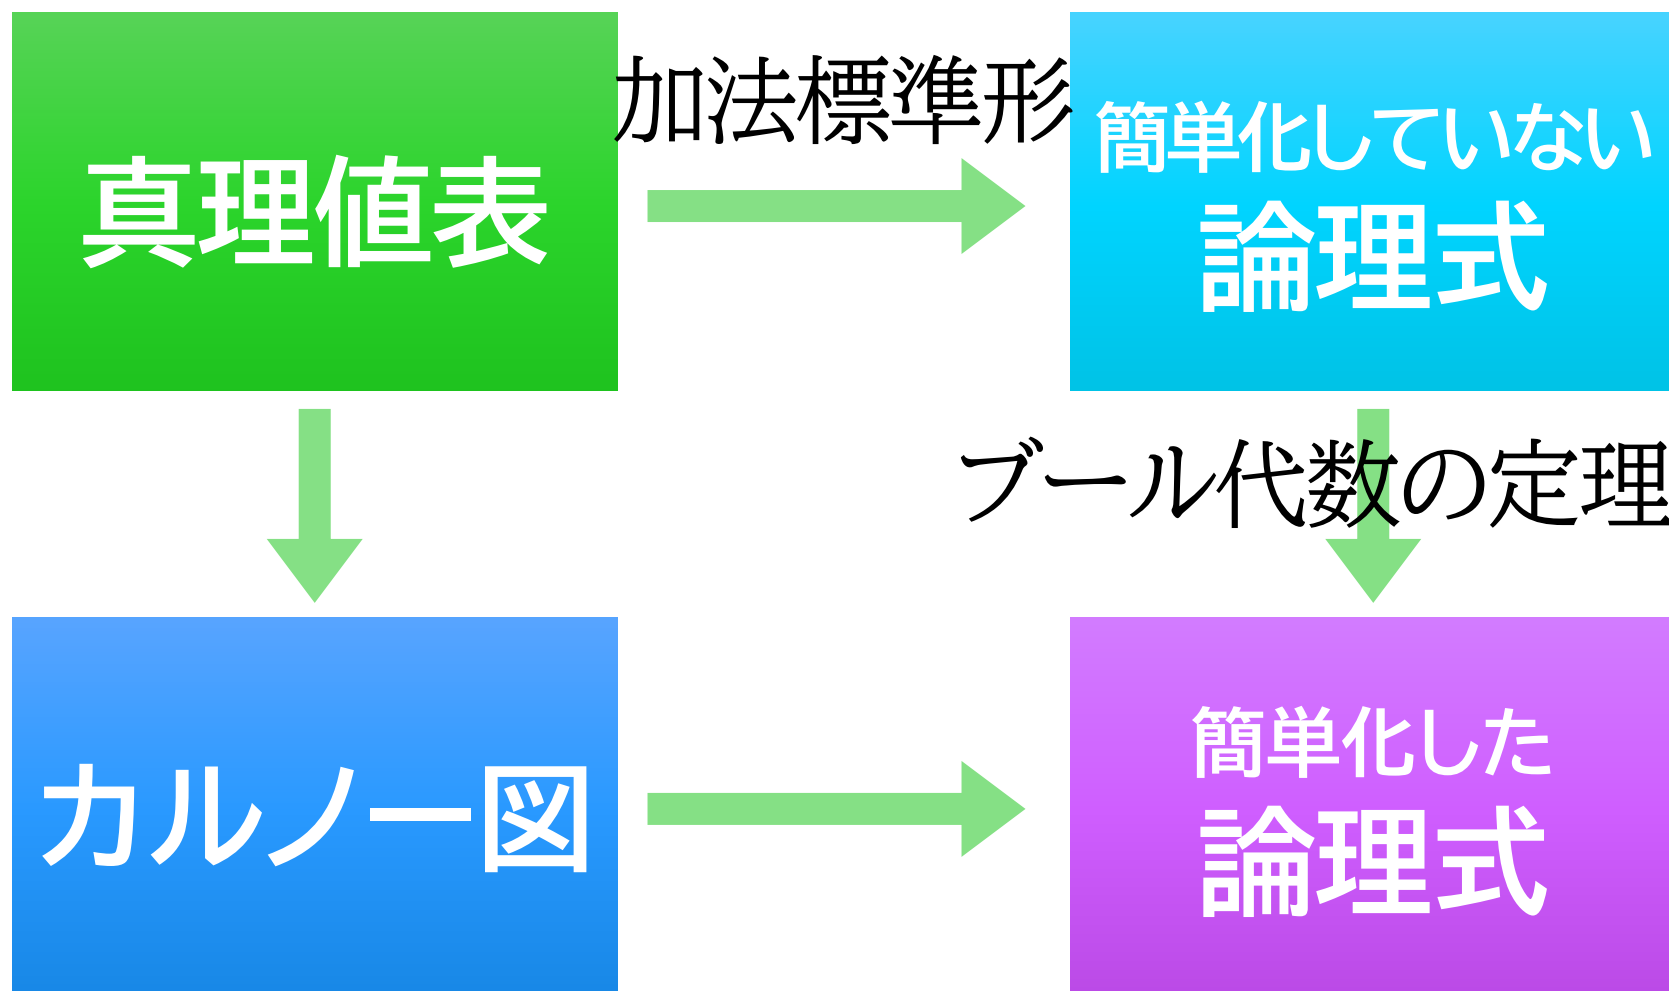 真理値表
加法標準形
簡単化していない
論理式
ブール代数の定理
カルノー図
簡単化した
論理式